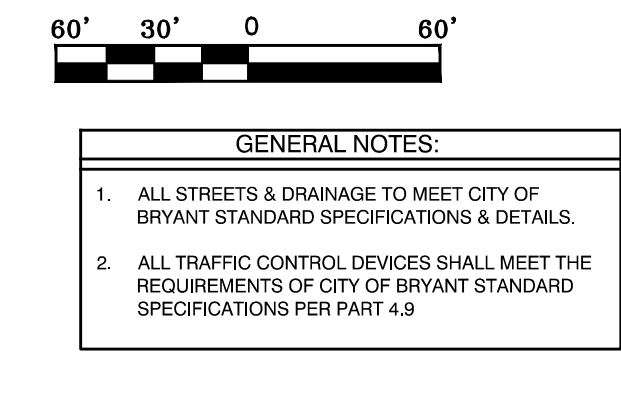 60' 30' 0 60'
GENERAL NOTES:
1. ALL STREETS & DRAINAGE TO MEET CITY OF
BRYANT STANDARD SPECIFICATIONS & DETAILS.
2. ALL TRAFFIC CONTROL DEVICES SHALL MEET THE
REQUIREMENTS OF CITY OF BRYANT STANDARD
SPECIFICATIONS PER PART 4.9